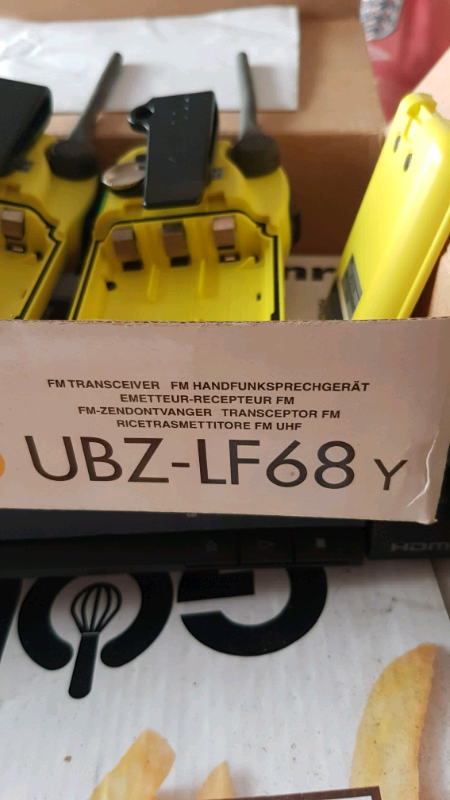 FM TRANSCEIVER FM HANDFUNKSPRECHGERÄT
EMETTEUR-RECEPTEUR FM
FM-ZENDONTVANGER TRANSCEPTOR FM
RICETRASMETTITORE FM UHF
UBZ-LF68 Y
HDMI